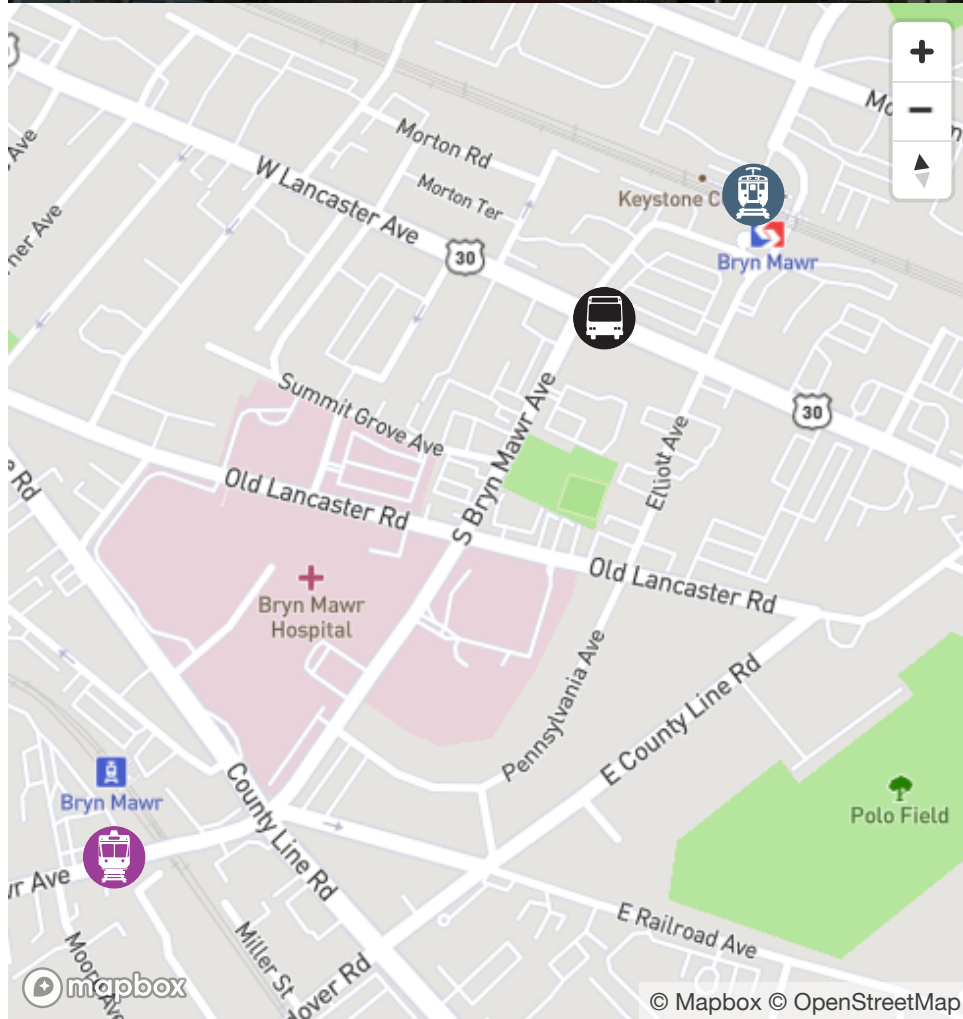 Morton Rd
W Lancaster Ave
Morton Ter
30
Bryn Mawr
Summit Grove Ave
S Bryn Mawr Ave
30
Elliott Ave
Old Lancaster Rd
Old Lancaster Rd
Bryn Mawr
Hospital
Pennsylvania Ave
E County Line Rd
County Line Rd
Bryn Mawr
Polo Field
E Railroad Ave
Miller St
mapbox
© Mapbox © OpenStreetMap